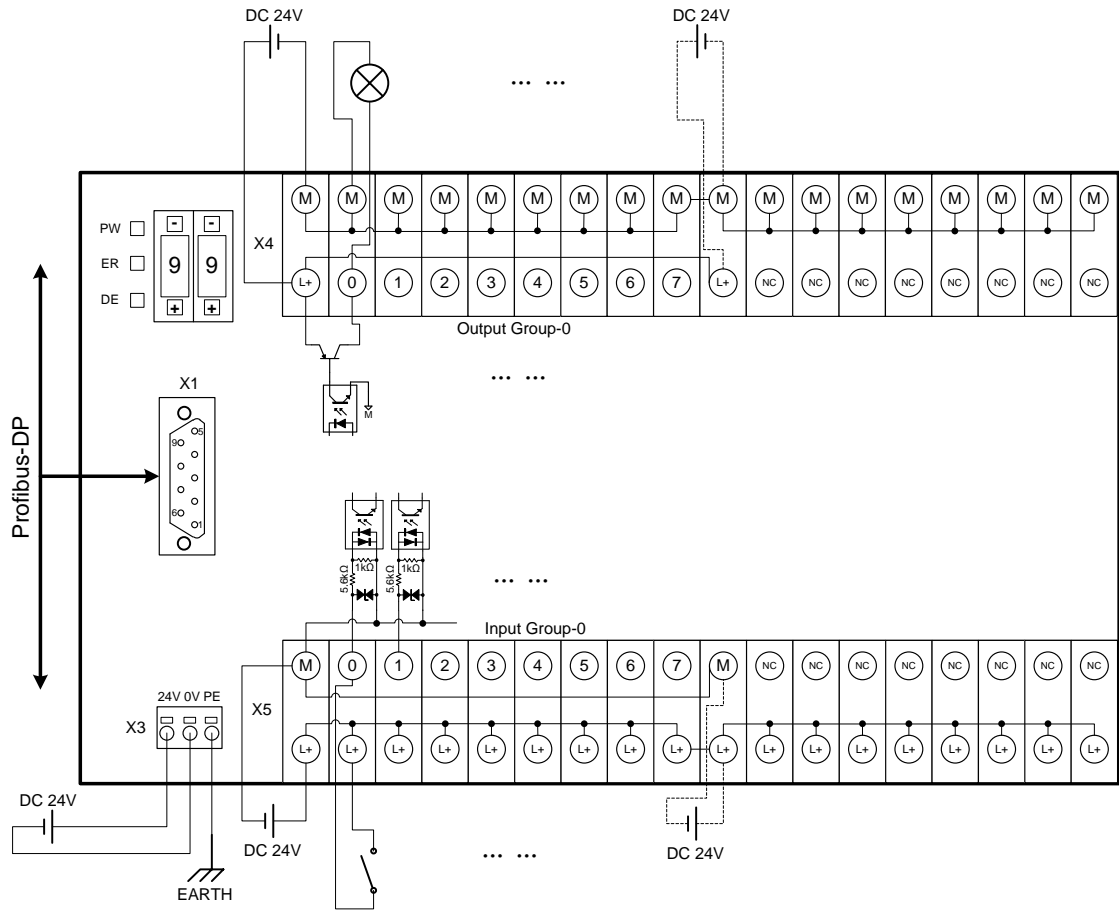 DC 24V DC 24V
... ... 
M M M M M M M M M M M M M M M M M M
PW
ER
DE
- -
9 9
+ +
X4
L+ 0 1 2 3 4 5 6 7 L+ NC NC NC NC NC NC NC NC
Output Group-0
... ...
M
X1
5
9
6
1
Profibus-DP
5.6kΩ 1kΩ 5.6kΩ 1kΩ
... ...
Input Group-0
M 0 1 2 3 4 5 6 7 M NC NC NC NC NC NC NC NC
24V 0V PE
X3
X5
L+ L+ L+ L+ L+ L+ L+ L+ L+ L+ L+ L+ L+ L+ L+ L+ L+ L+
DC 24V
DC 24V
... ...
DC 24V
EARTH